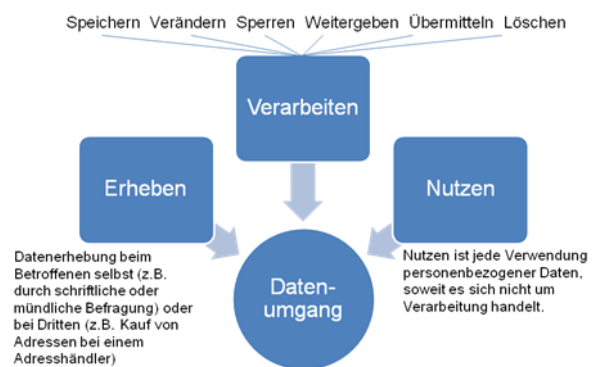 Speichern Verändern Sperren Weitergeben Übermitteln Löschen
Verarbeiten
Erheben
Nutzen
Datenerhebung beim
Betroffenen selbst (z.B.
durch schriftliche oder
mündliche Befragung) oder
bei Dritten (z.B. Kauf von
Adressen bei einem
Adresshändler)
Daten-
umgang
Nutzen ist jede Verwendung
personenbezogener Daten,
soweit es sich nicht um
Verarbeitung handelt.